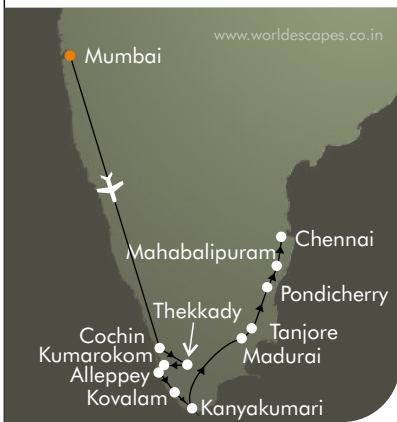 www.worldescapes.co.in
Mumbai
Chennai
Mahabalipuram
Pondicherry
Thekkady
Tanjore
Cochin
Madurai
Kumarokom
Alleppey
Kovalam
Kanyakumari